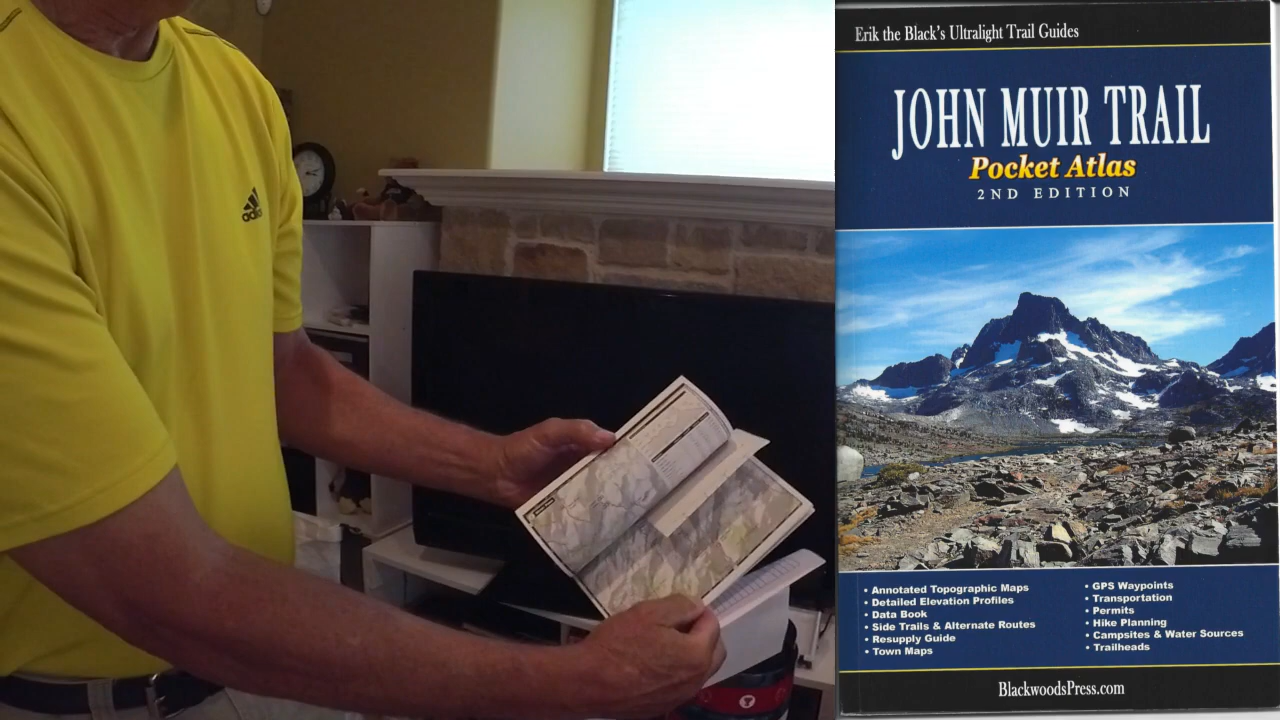 adidas
Erik the Black's Ultralight Trail Guides
JOHN MUIR TRAIL
Pocket Atlas
2ND EDITION
• Annotated Topographic Maps
• Detailed Elevation Profiles
• Data Book
• Side Trails & Alternate Routes
• Resupply Guide
• Town Maps
• GPS Waypoints
• Transportation
• Permits
• Hike Planning
• Campsites & Water Sources
• Trailheads
BlackwoodsPress.com